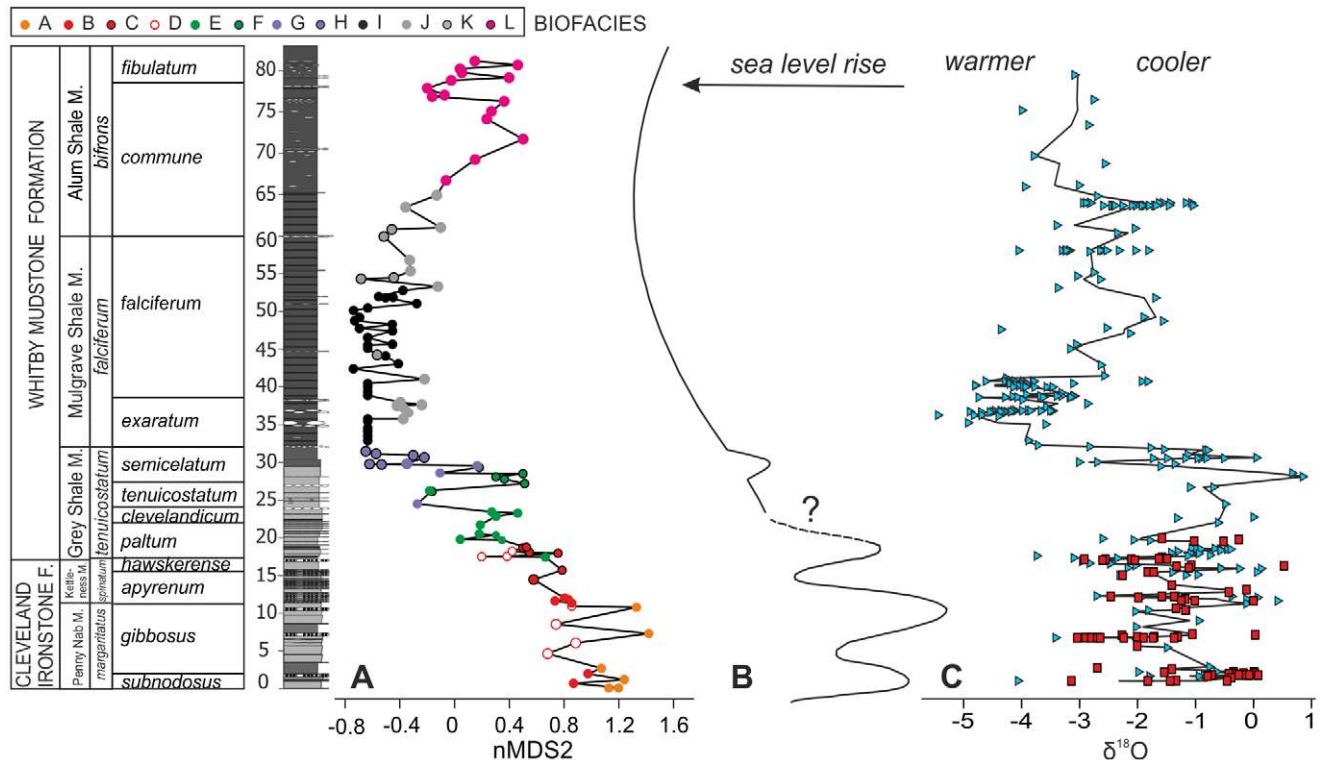 A B C D E F G H I J K L BIOFACIES
WHITBY MUDSTONE FORMATION
CLEVELAND
IRONSTONE F.
Alum Shale M.
Mulgrave Shale M.
Grey Shale M.
Kettle-
ness M.
Penny Nab M.
bifrons
falciferum
tenuicostatum
spinatum
margaritatus
fibulatum
commune
falciferum
exaratum
semicelatum
tenuicostatum
clevelandicum
paltum
hawskerense
apyrenum
gibbosus
subnodosus
80
75
70
65
60
55
50
45
40
35
30
25
20
15
10
5
0
A
-0.8 -0.4 0 0.4 0.8 1.2 1.6
nMDS2
sea level rise
?
B
warmer cooler
C
-5 -4 -3 -2 -1 0 1
δ¹⁸O